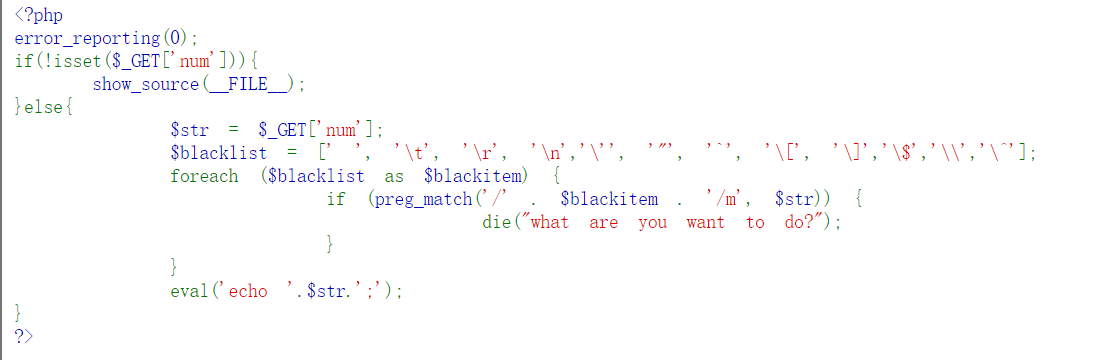 <?php
error_reporting(0);
if(!isset($_GET['num'])){
        show_source(__FILE__);
}else{
                $str = $_GET['num'];
                $blacklist = [' ', '\t', '\r', '\n','\'', '"', '`', '\[', '\]','\$','\\','\^'];
                foreach ($blacklist as $blackitem) {
                                if (preg_match('/' . $blackitem . '/m', $str)) {
                                                die("what are you want to do?");
                                }
                }
                eval('echo '.$str.';');
}
?>